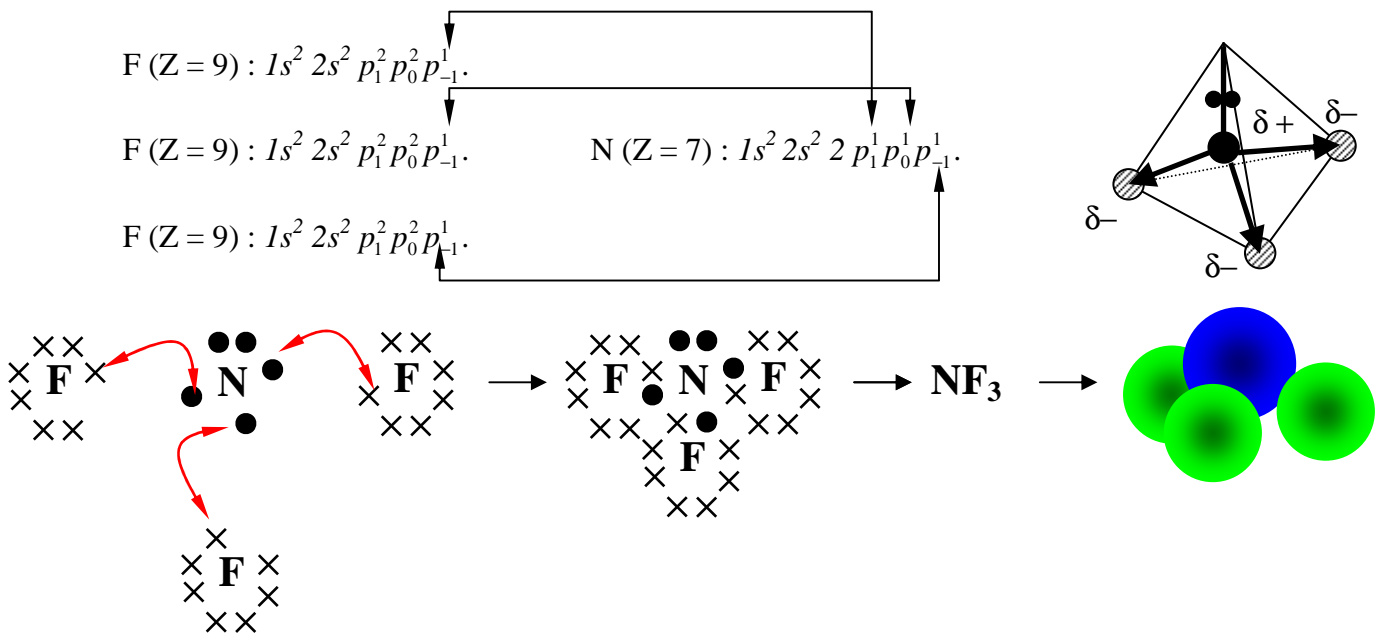 F (Z = 9) : 1s² 2s² p₁² p₀² p₋₁¹.
F (Z = 9) : 1s² 2s² p₁² p₀² p₋₁¹.
N (Z = 7) : 1s² 2s² 2 p₁¹ p₀¹ p₋₁¹.
F (Z = 9) : 1s² 2s² p₁² p₀² p₋₁¹.
δ+
δ−
δ−
δ−
F N F
F
F N F
F
NF₃